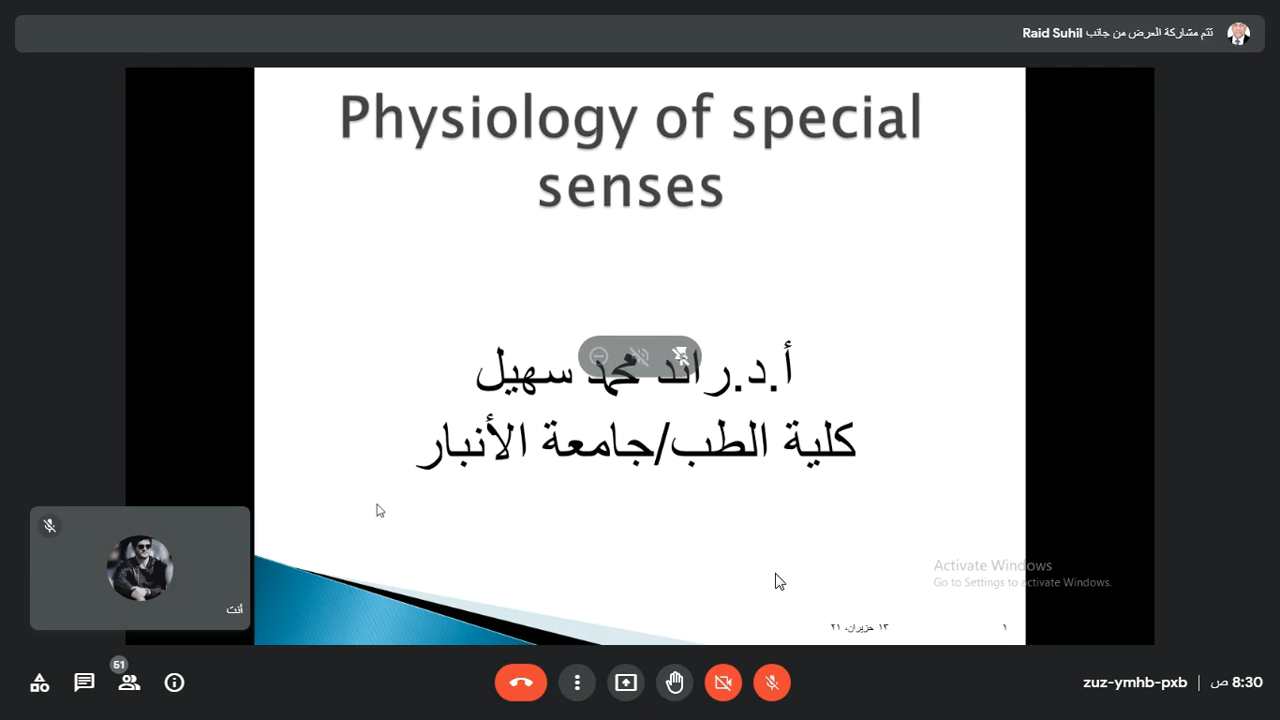 تتم مشاركة العرض من جانب Raid Suhil
Physiology of special
senses
أ.د.رائد محمد سهيل
كلية الطب/جامعة الأنبار
أنت
Activate Windows
Go to Settings to activate Windows.
١٣ حزيران، ٢١
١
51
zuz-ymhb-pxb
8:30 ص